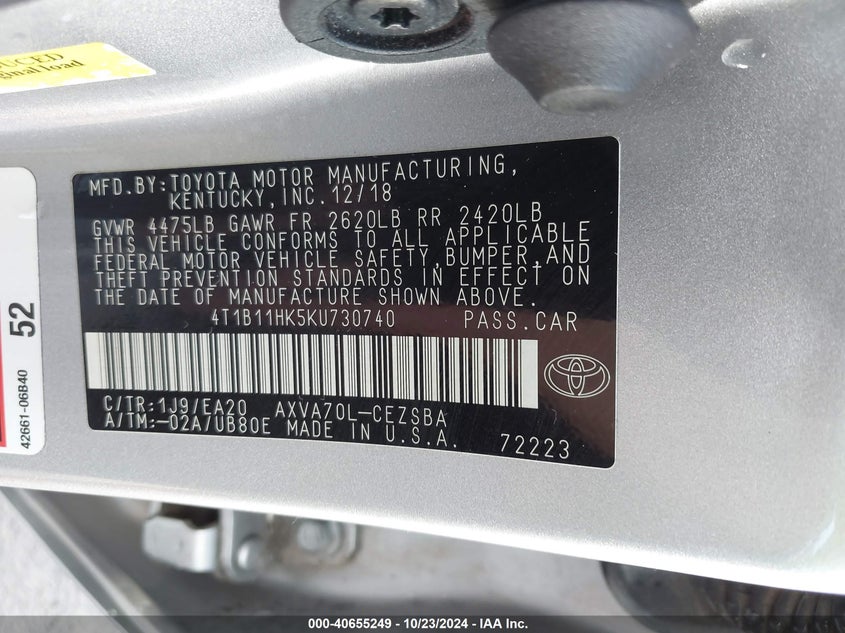 UCED
ginal load
MFD.BY:TOYOTA MOTOR MANUFACTURING,
KENTUCKY,INC.12/18
GVWR 4475LB GAWR FR 2620LB RR 2420LB
THIS VEHICLE CONFORMS TO ALL APPLICABLE
FEDERAL MOTOR VEHICLE SAFETY,BUMPER,AND
THEFT PREVENTION STANDARDS IN EFFECT ON
THE DATE OF MANUFACTURE SHOWN ABOVE.
4T1B11HK5KU730740 PASS.CAR
C/TR:1J9/EA20 AXVA70L-CEZSBA
A/TM:-02A/UB80E MADE IN U.S.A. 72223
52
42661-06B40
000-40655249 - 10/23/2024 - IAA Inc.